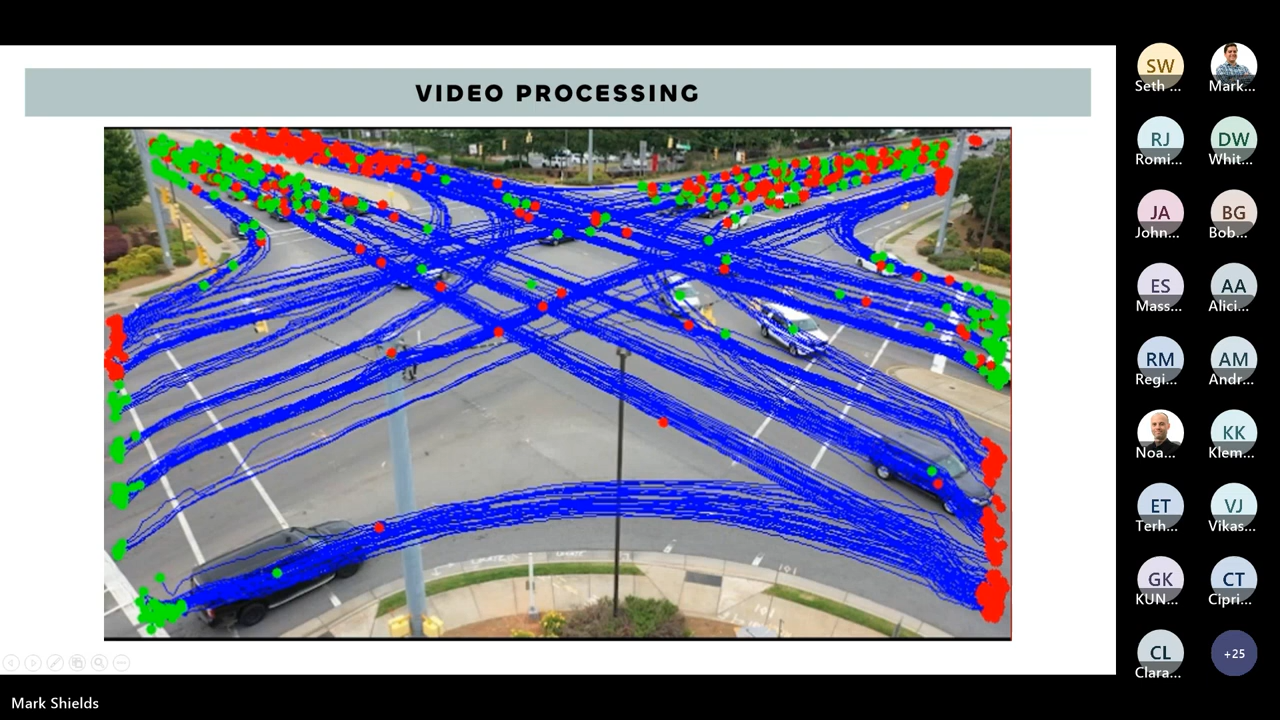 VIDEO PROCESSING
SW
Seth ...
Mark...
RJ
Romi...
DW
Whit...
JA
John...
BG
Bob...
ES
Mass...
AA
Alici...
RM
Regi...
AM
Andr...
Noa...
KK
Klem...
ET
Terh...
VJ
Vikas...
GK
KUN...
CT
Cipri...
CL
Clara...
+25
Mark Shields